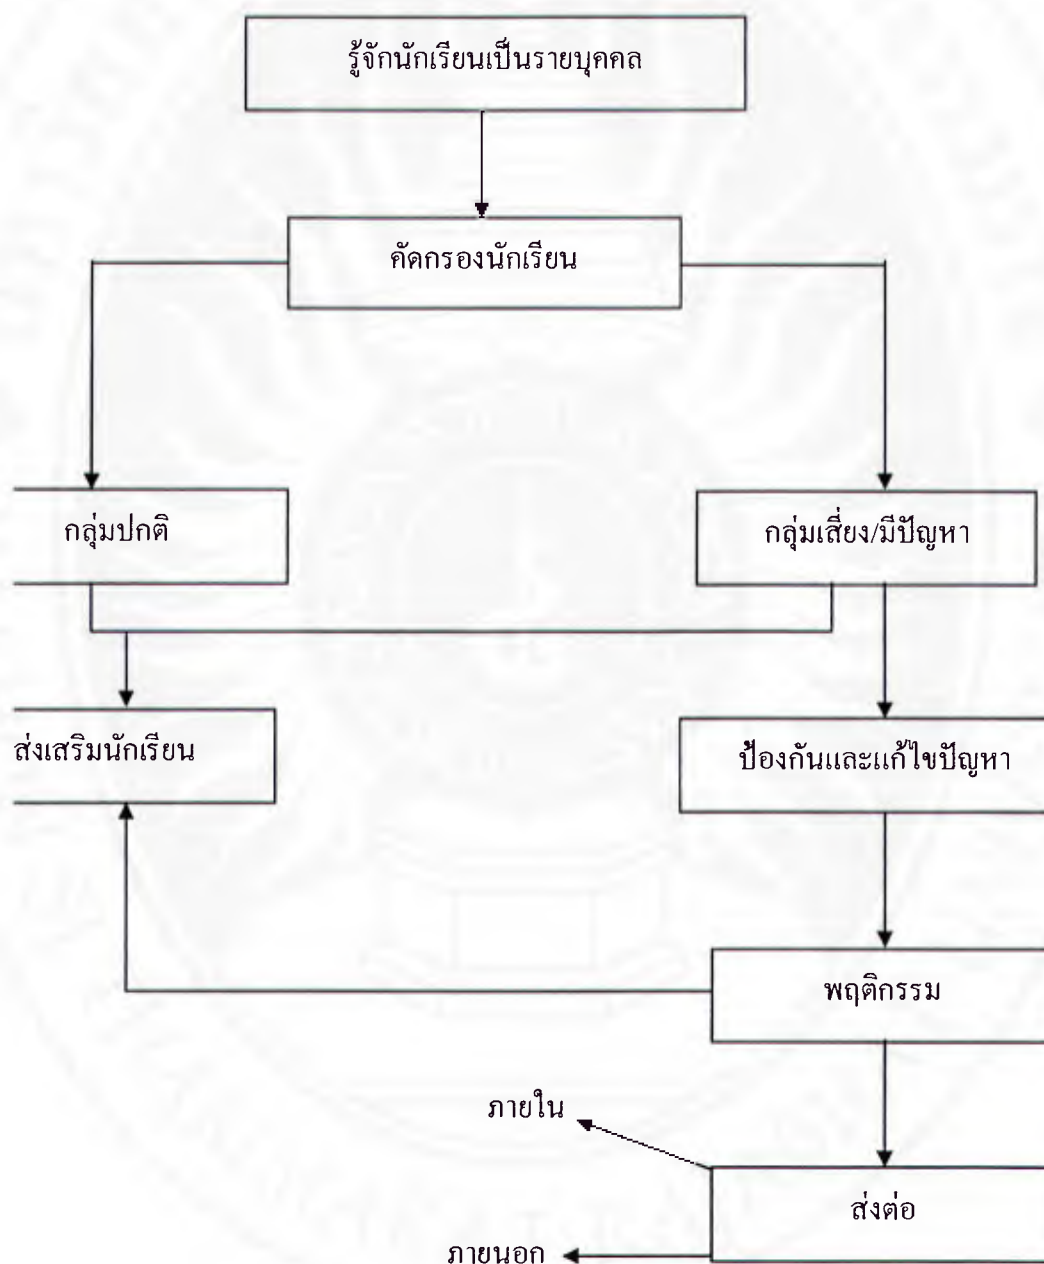 รู้จักนักเรียนเป็นรายบุคคล
คัดกรองนักเรียน
กลุ่มปกติ
กลุ่มเสี่ยง/มีปัญหา
ส่งเสริมนักเรียน
ป้องกันและแก้ไขปัญหา
พฤติกรรม
ภายใน
ส่งต่อ
ภายนอก